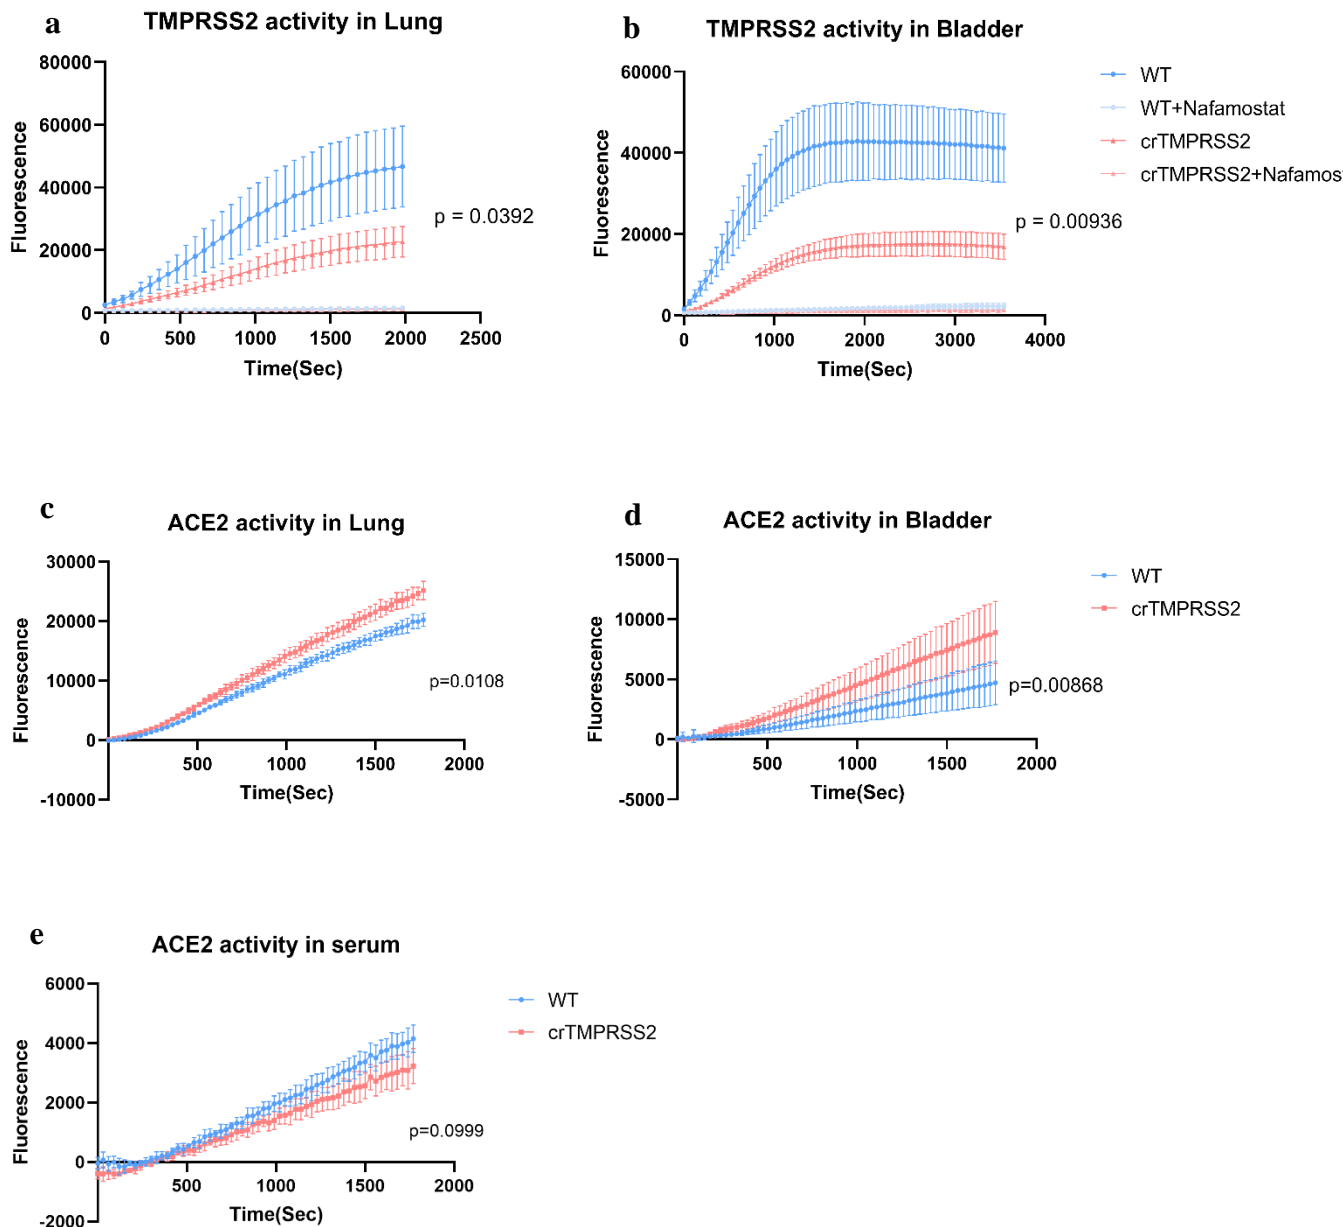 a
TMPRSS2 activity in Lung
80000
60000
40000
20000
0
Fluorescence
0 500 1000 1500 2000 2500
Time(Sec)
p = 0.0392
b
TMPRSS2 activity in Bladder
60000
40000
20000
0
Fluorescence
0 1000 2000 3000 4000
Time(Sec)
p = 0.00936
WT
WT+Nafamostat
crTMPRSS2
crTMPRSS2+Nafamos
c
ACE2 activity in Lung
30000
20000
10000
0
-10000
Fluorescence
500 1000 1500 2000
Time(Sec)
p=0.0108
d
ACE2 activity in Bladder
15000
10000
5000
0
-5000
Fluorescence
500 1000 1500 2000
Time(Sec)
p=0.00868
WT
crTMPRSS2
e
ACE2 activity in serum
6000
4000
2000
0
-2000
Fluorescence
500 1000 1500 2000
Time(Sec)
p=0.0999
WT
crTMPRSS2